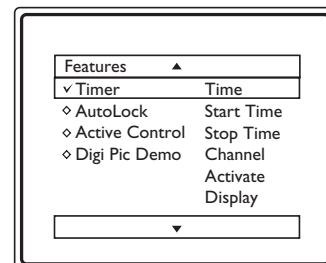 Features
Timer Time
AutoLock Start Time
Active Control Stop Time
Digi Pic Demo Channel
Activate
Display